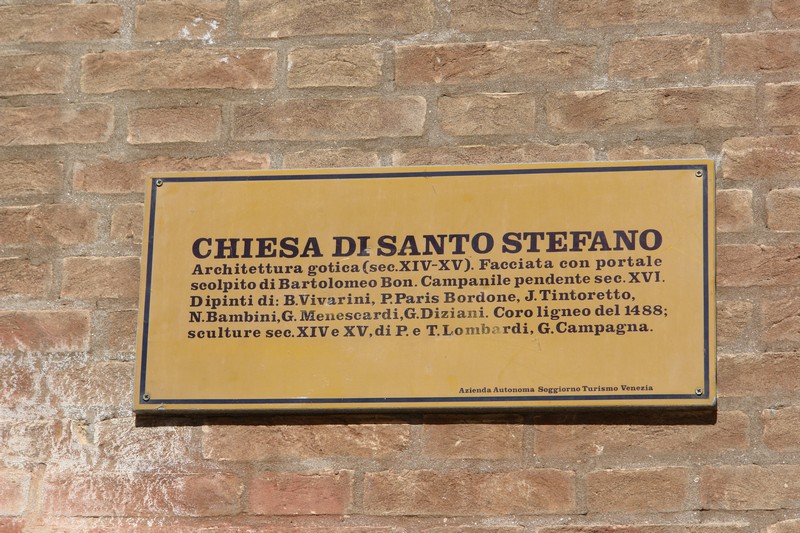 CHIESA DI SANTO STEFANO
Architettura gotica (sec. XIV-XV). Facciata con portale
scolpito di Bartolomeo Bon. Campanile pendente sec. XVI.
Dipinti di: B. Vivarini, P. Paris Bordone, J. Tintoretto,
N. Bambini, G. Menescardi, G. Diziani. Coro ligneo del 1488;
sculture sec. XIV e XV, di P. e T. Lombardi, G. Campagna.
Azienda Autonoma Soggiorno Turismo Venezia